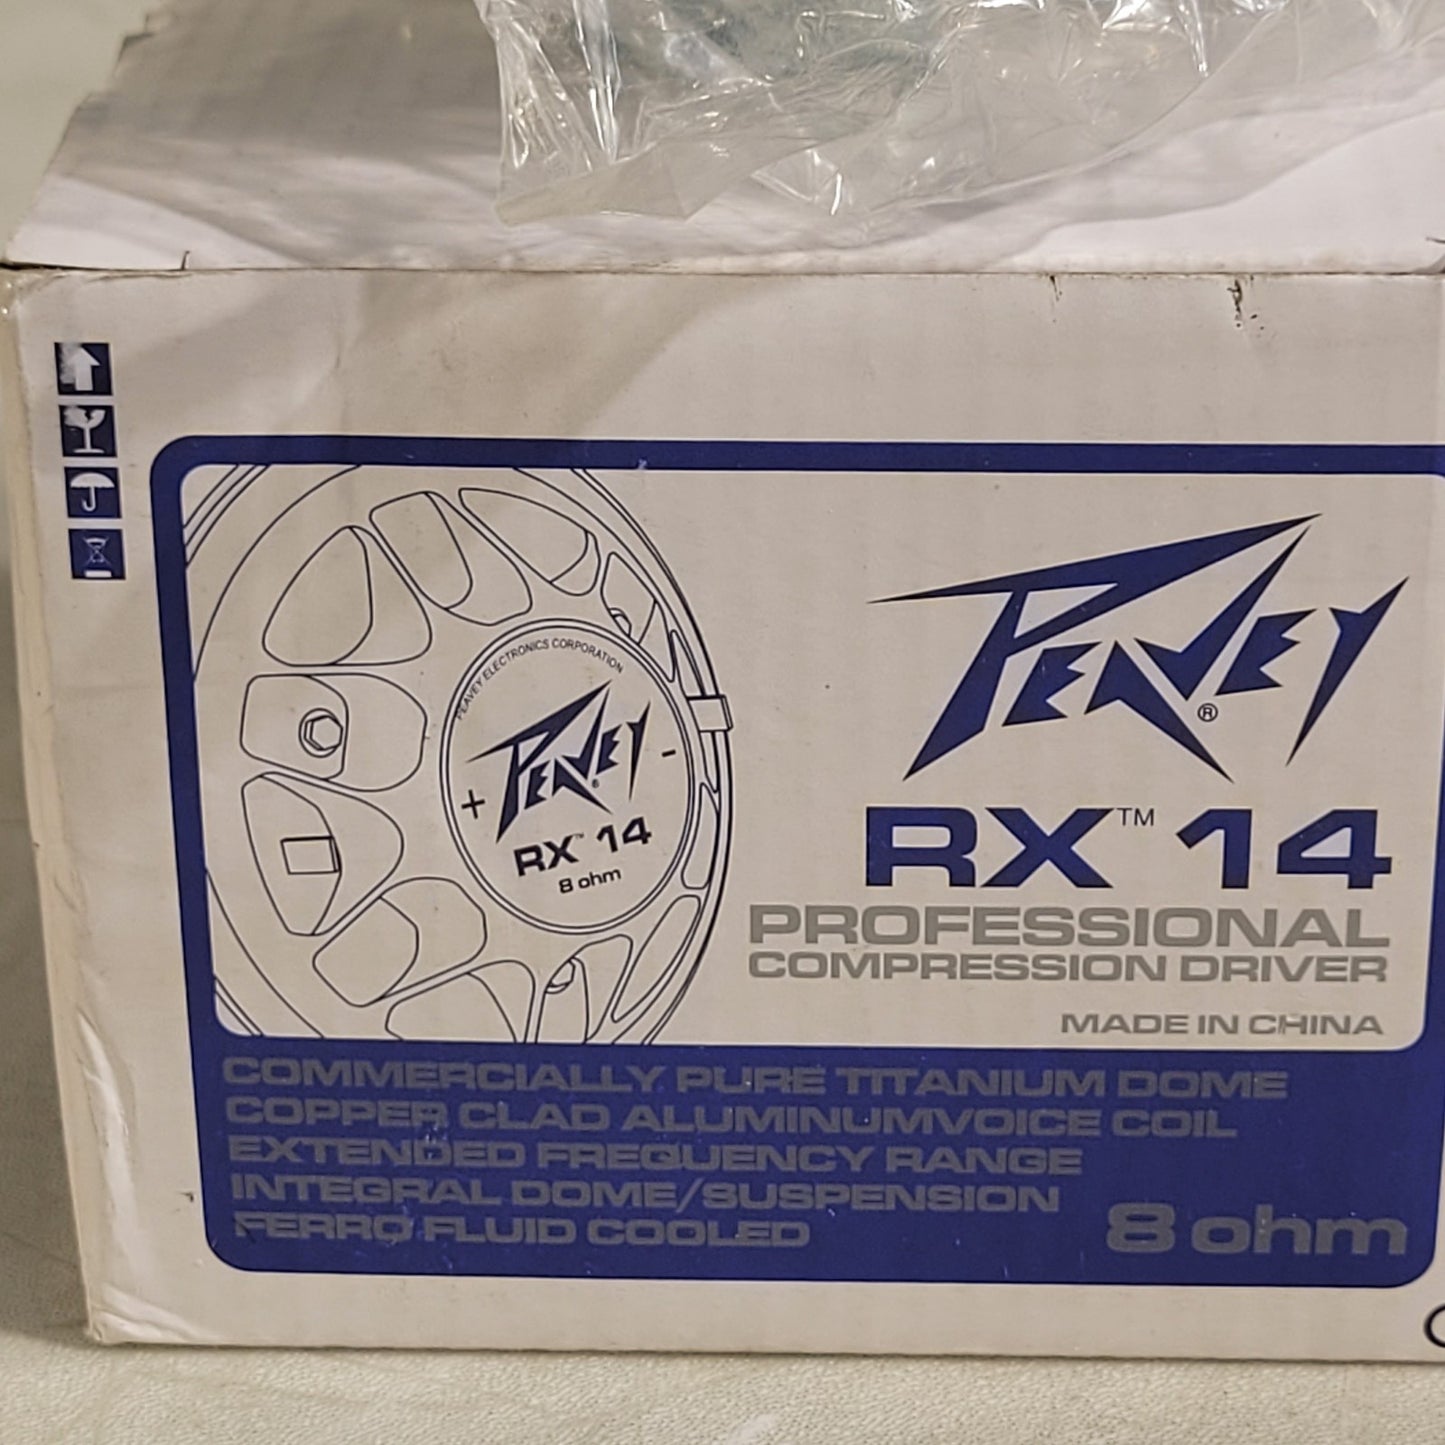 PEAVEY ELECTRONICS CORPORATION
PEAVEY®
+ -
RX™ 14
8 ohm
PEAVEY®
RX™ 14
PROFESSIONAL
COMPRESSION DRIVER
MADE IN CHINA
COMMERCIALLY PURE TITANIUM DOME
COPPER CLAD ALUMINUMVOICE COIL
EXTENDED FREQUENCY RANGE
INTEGRAL DOME/SUSPENSION
FERRO FLUID COOLED
8 ohm